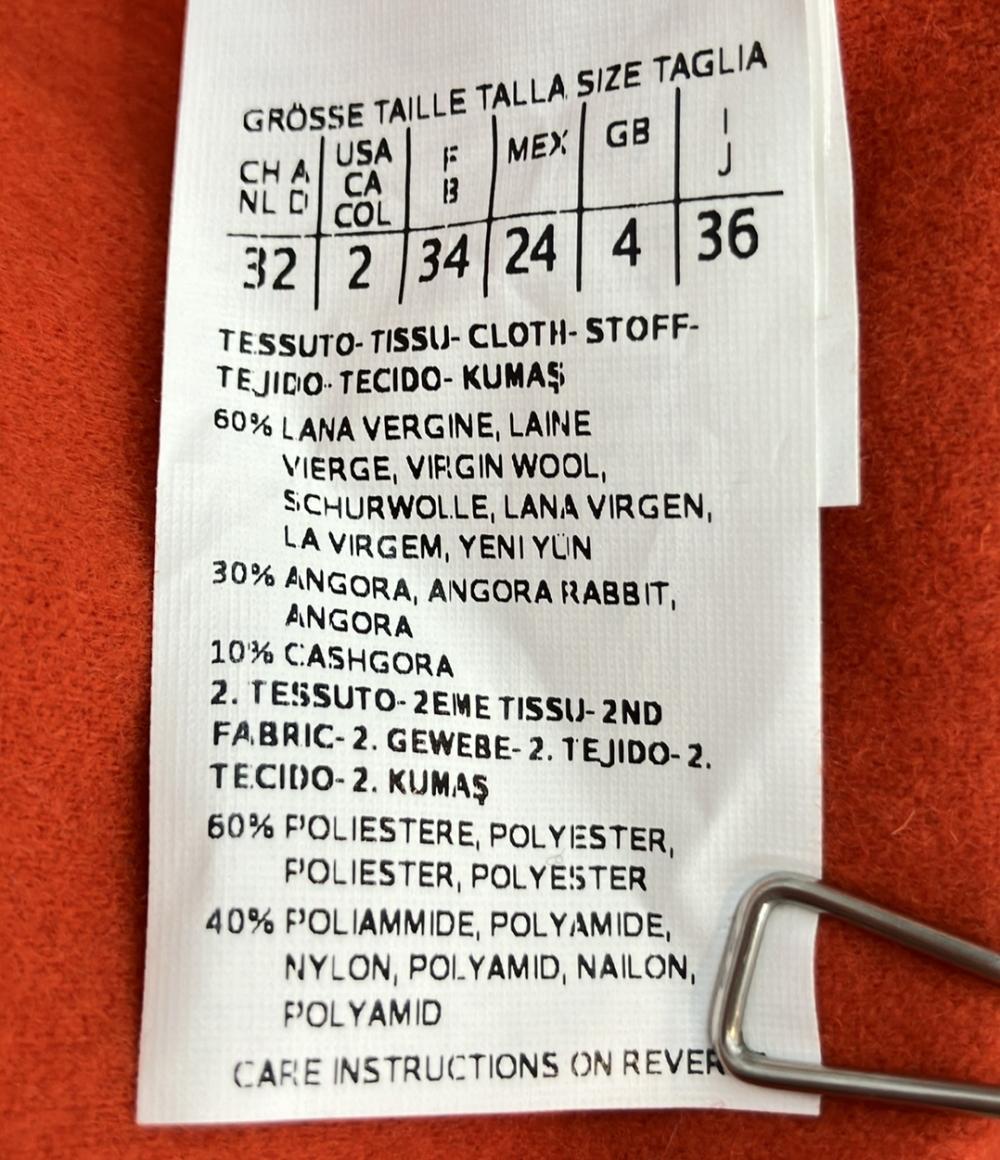 GRÖSSE TAILLE TALLA SIZE TAGLIA
CH A NL D USA CA COL F B MEX GB I J
32 2 34 24 4 36
TESSUTO- TISSU- CLOTH- STOFF-
TEJIDO- TECIDO- KUMAŞ
60% LANA VERGINE, LAINE
VIERGE, VIRGIN WOOL,
SCHURWOLLE, LANA VIRGEN,
LA VIRGEM, YENI YÜN
30% ANGORA, ANGORA RABBIT,
ANGORA
10% CASHGORA
2. TESSUTO- 2EME TISSU- 2ND
FABRIC- 2. GEWEBE- 2. TEJIDO- 2.
TECIDO- 2. KUMAŞ
60% POLIESTERE, POLYESTER,
POLIESTER, POLYESTER
40% POLIAMMIDE, POLYAMIDE,
NYLON, POLYAMID, NAILON,
POLYAMID
CARE INSTRUCTIONS ON REVER